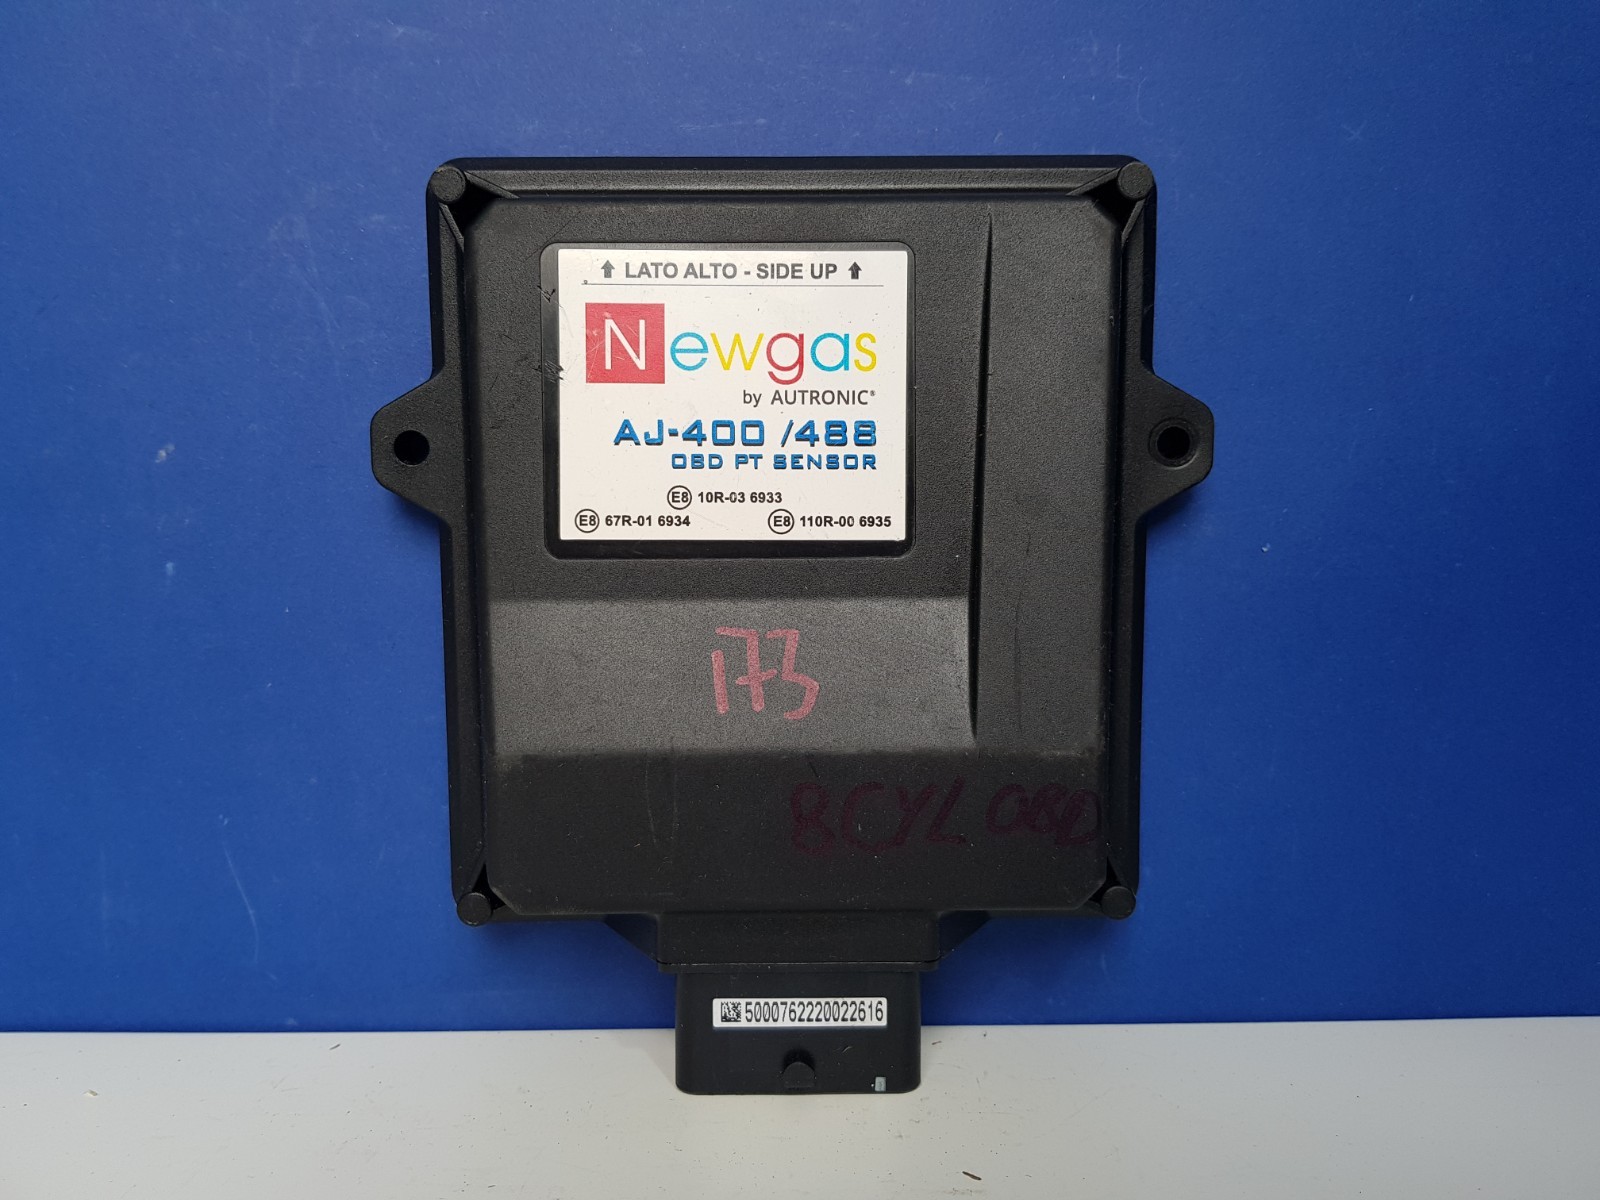 LATO ALTO - SIDE UP
Newgas
by AUTRONIC®
AJ-400 /488
OBD PT SENSOR
E8 10R-03 6933
E8 67R-01 6934
E8 110R-00 6935
173
8CYL OBD
5000762220022616